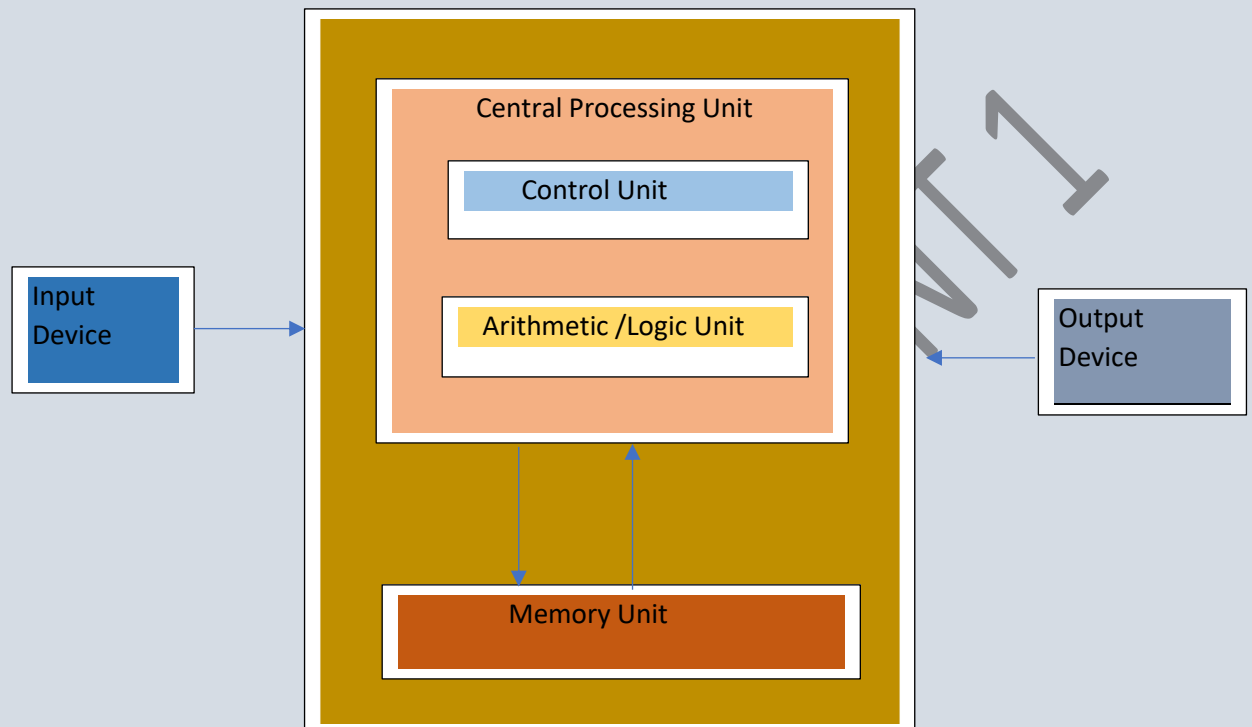 Central Processing Unit
Control Unit
Input
Device
Arithmetic /Logic Unit
Output
Device
Memory Unit